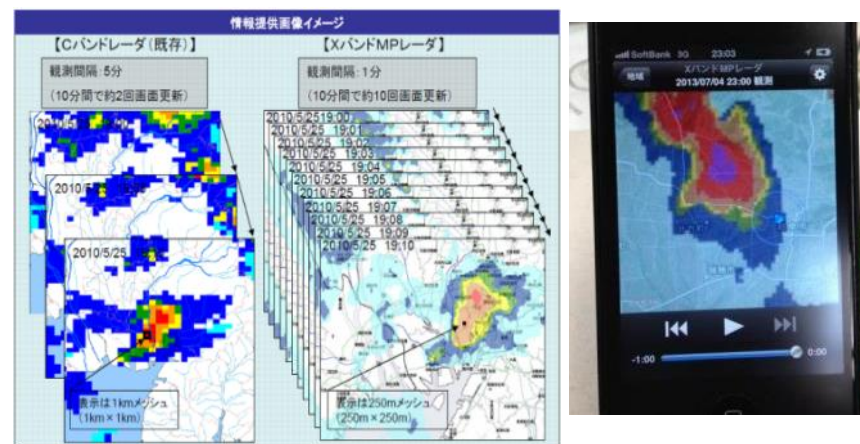 情報提供画像イメージ
【Cバンドレーダ(既存)】
観測間隔:5分
(10分間で約2回画面更新)
2010/5/25
表示は1kmメッシュ
(1km×1km)
【XバンドMPレーダ】
観測間隔:1分
(10分間で約10回画面更新)
2010/5/25 19:00
2010/5/25 19:01
2010/5/25 19:02
2010/5/25 19:03
2010/5/25 19:04
2010/5/25 19:05
2010/5/25 19:06
2010/5/25 19:07
2010/5/25 19:08
2010/5/25 19:09
2010/5/25 19:10
表示は250mメッシュ
(250m×250m)
SoftBank 3G 23:03
地域
XバンドMPレーダ
2013/07/04 23:00 観測
-1:00
0:00